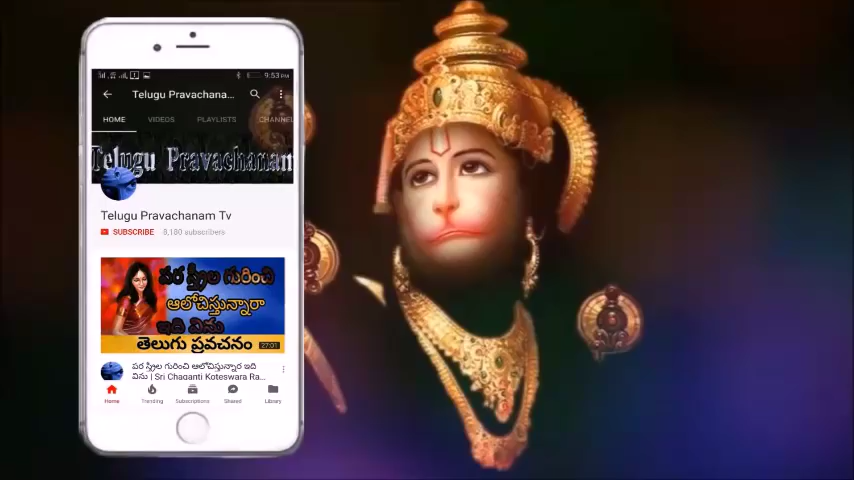 9:53 PM
Telugu Pravachana...
HOME VIDEOS PLAYLISTS CHANNEL
Telugu Pravachanam
Telugu Pravachanam Tv
SUBSCRIBE 8,180 subscribers
పర స్త్రీల గురించి
ఆలోచిస్తున్నారా
ఇది విను
తెలుగు ప్రవచనం 27:01
పర స్త్రీల గురించి ఆలోచిస్తున్నార ఇది
విను | Sri Chaganti Koteswara Ra...
Home Trending Subscriptions Shared Library